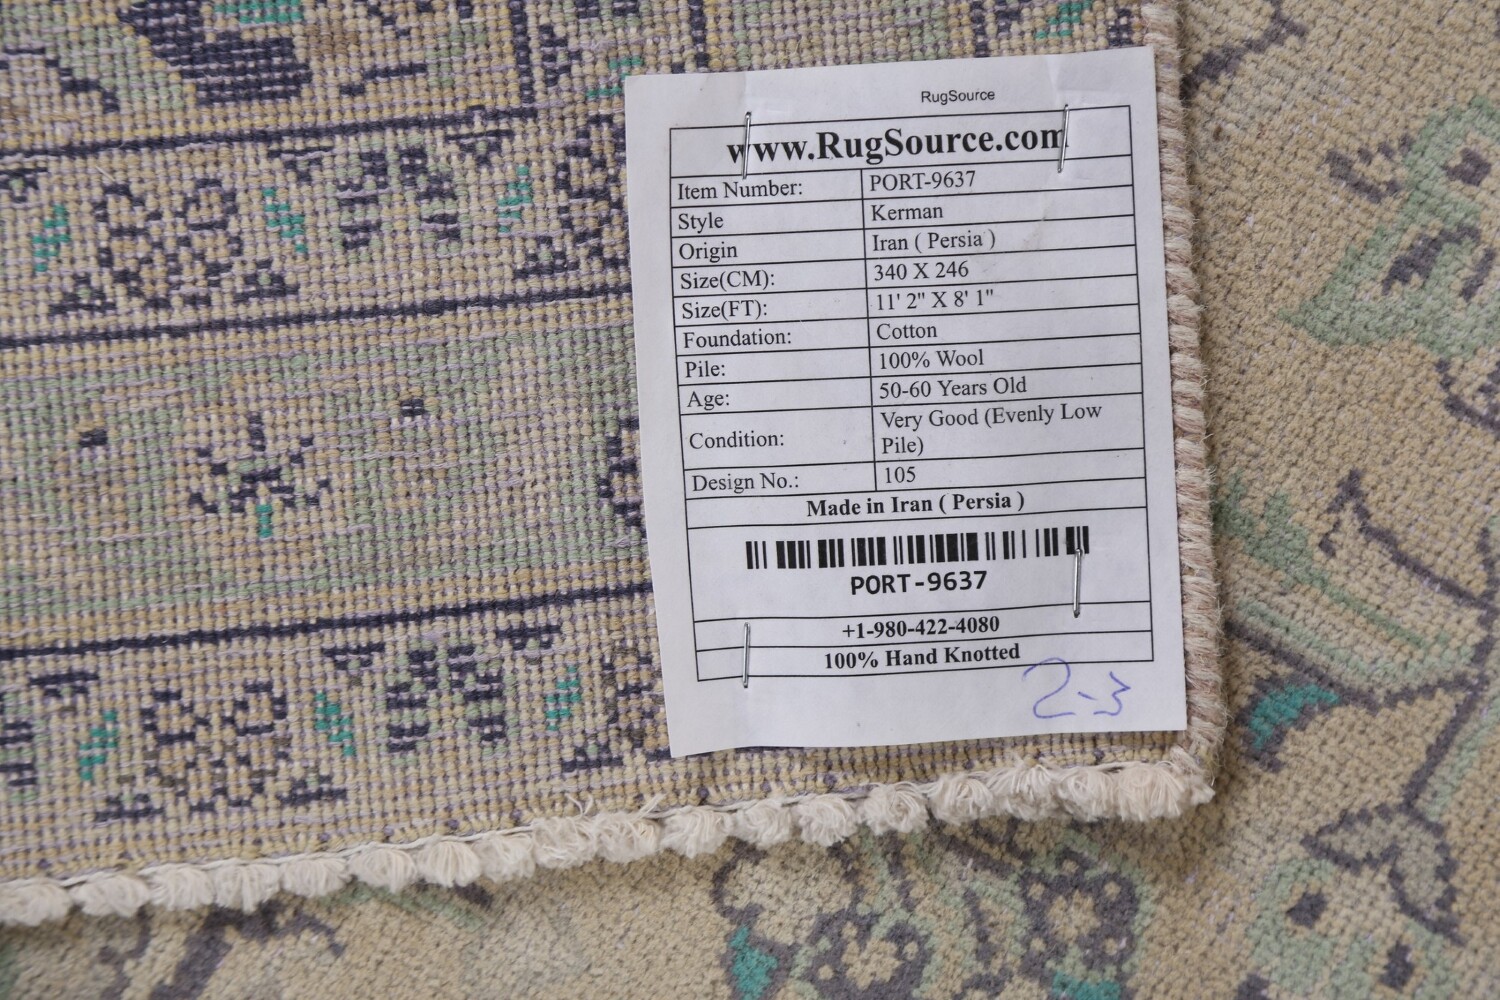 RugSource
www.RugSource.com
Item Number: PORT-9637
Style Kerman
Origin Iran ( Persia )
Size(CM): 340 X 246
Size(FT): 11' 2" X 8' 1"
Foundation: Cotton
Pile: 100% Wool
Age: 50-60 Years Old
Condition: Very Good (Evenly Low
Pile)
Design No.: 105
Made in Iran ( Persia )
PORT-9637
+1-980-422-4080
100% Hand Knotted
2-3